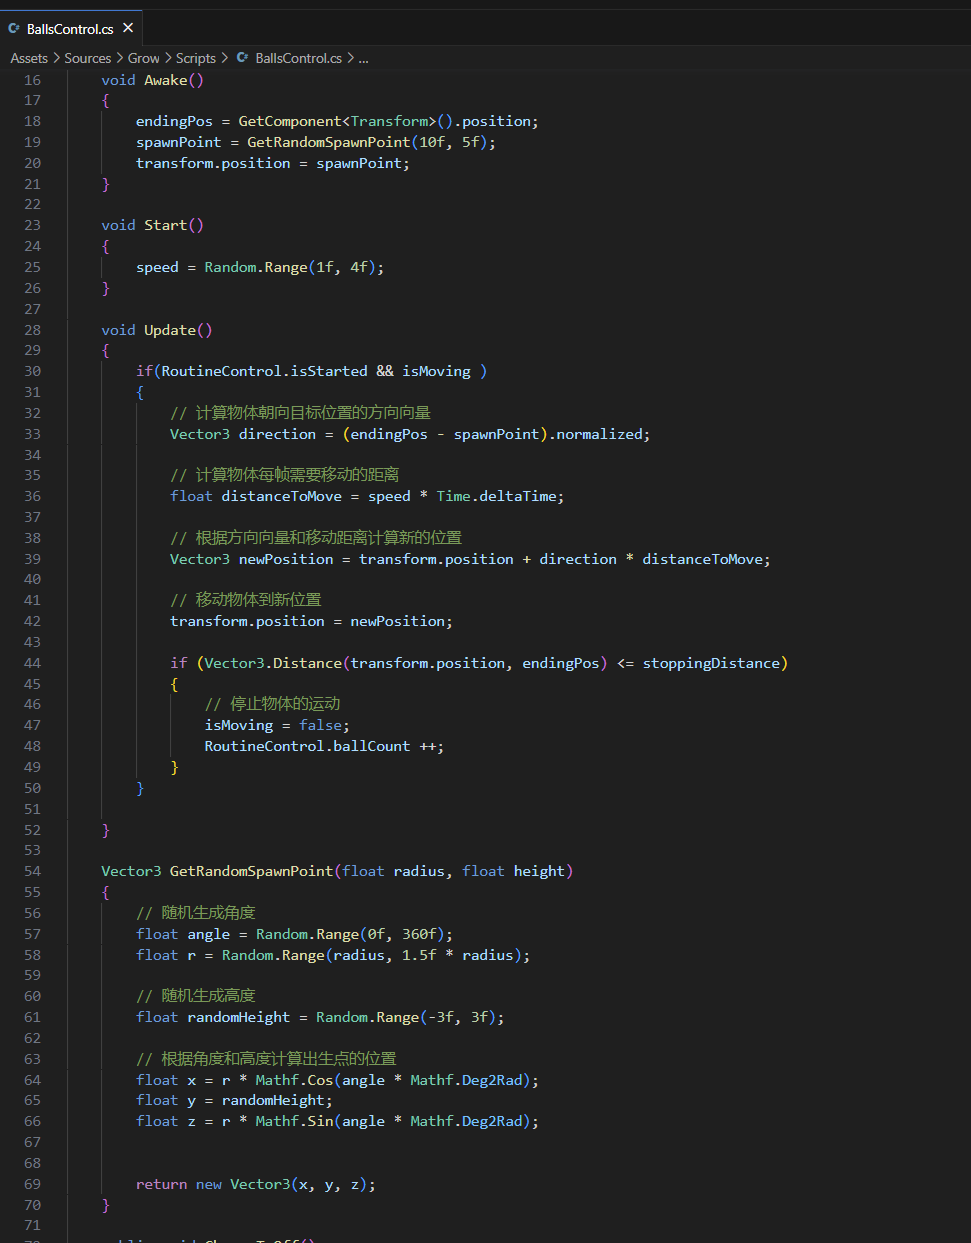 BallsControl.cs
Assets > Sources > Grow > Scripts > BallsControl.cs > ...
16 void Awake()
17 {
18 endingPos = GetComponent<Transform>().position;
19 spawnPoint = GetRandomSpawnPoint(10f, 5f);
20 transform.position = spawnPoint;
21 }
22
23 void Start()
24 {
25 speed = Random.Range(1f, 4f);
26 }
27
28 void Update()
29 {
30 if(RoutineControl.isStarted && isMoving )
31 {
32 // 计算物体朝向目标位置的方向向量
33 Vector3 direction = (endingPos - spawnPoint).normalized;
34
35 // 计算物体每帧需要移动的距离
36 float distanceToMove = speed * Time.deltaTime;
37
38 // 根据方向向量和移动距离计算新的位置
39 Vector3 newPosition = transform.position + direction * distanceToMove;
40
41 // 移动物体到新位置
42 transform.position = newPosition;
43
44 if (Vector3.Distance(transform.position, endingPos) <= stoppingDistance)
45 {
46 // 停止物体的运动
47 isMoving = false;
48 RoutineControl.ballCount ++;
49 }
50 }
51
52 }
53
54 Vector3 GetRandomSpawnPoint(float radius, float height)
55 {
56 // 随机生成角度
57 float angle = Random.Range(0f, 360f);
58 float r = Random.Range(radius, 1.5f * radius);
59
60 // 随机生成高度
61 float randomHeight = Random.Range(-3f, 3f);
62
63 // 根据角度和高度计算出生点的位置
64 float x = r * Mathf.Cos(angle * Mathf.Deg2Rad);
65 float y = randomHeight;
66 float z = r * Mathf.Sin(angle * Mathf.Deg2Rad);
67
68
69 return new Vector3(x, y, z);
70 }
71